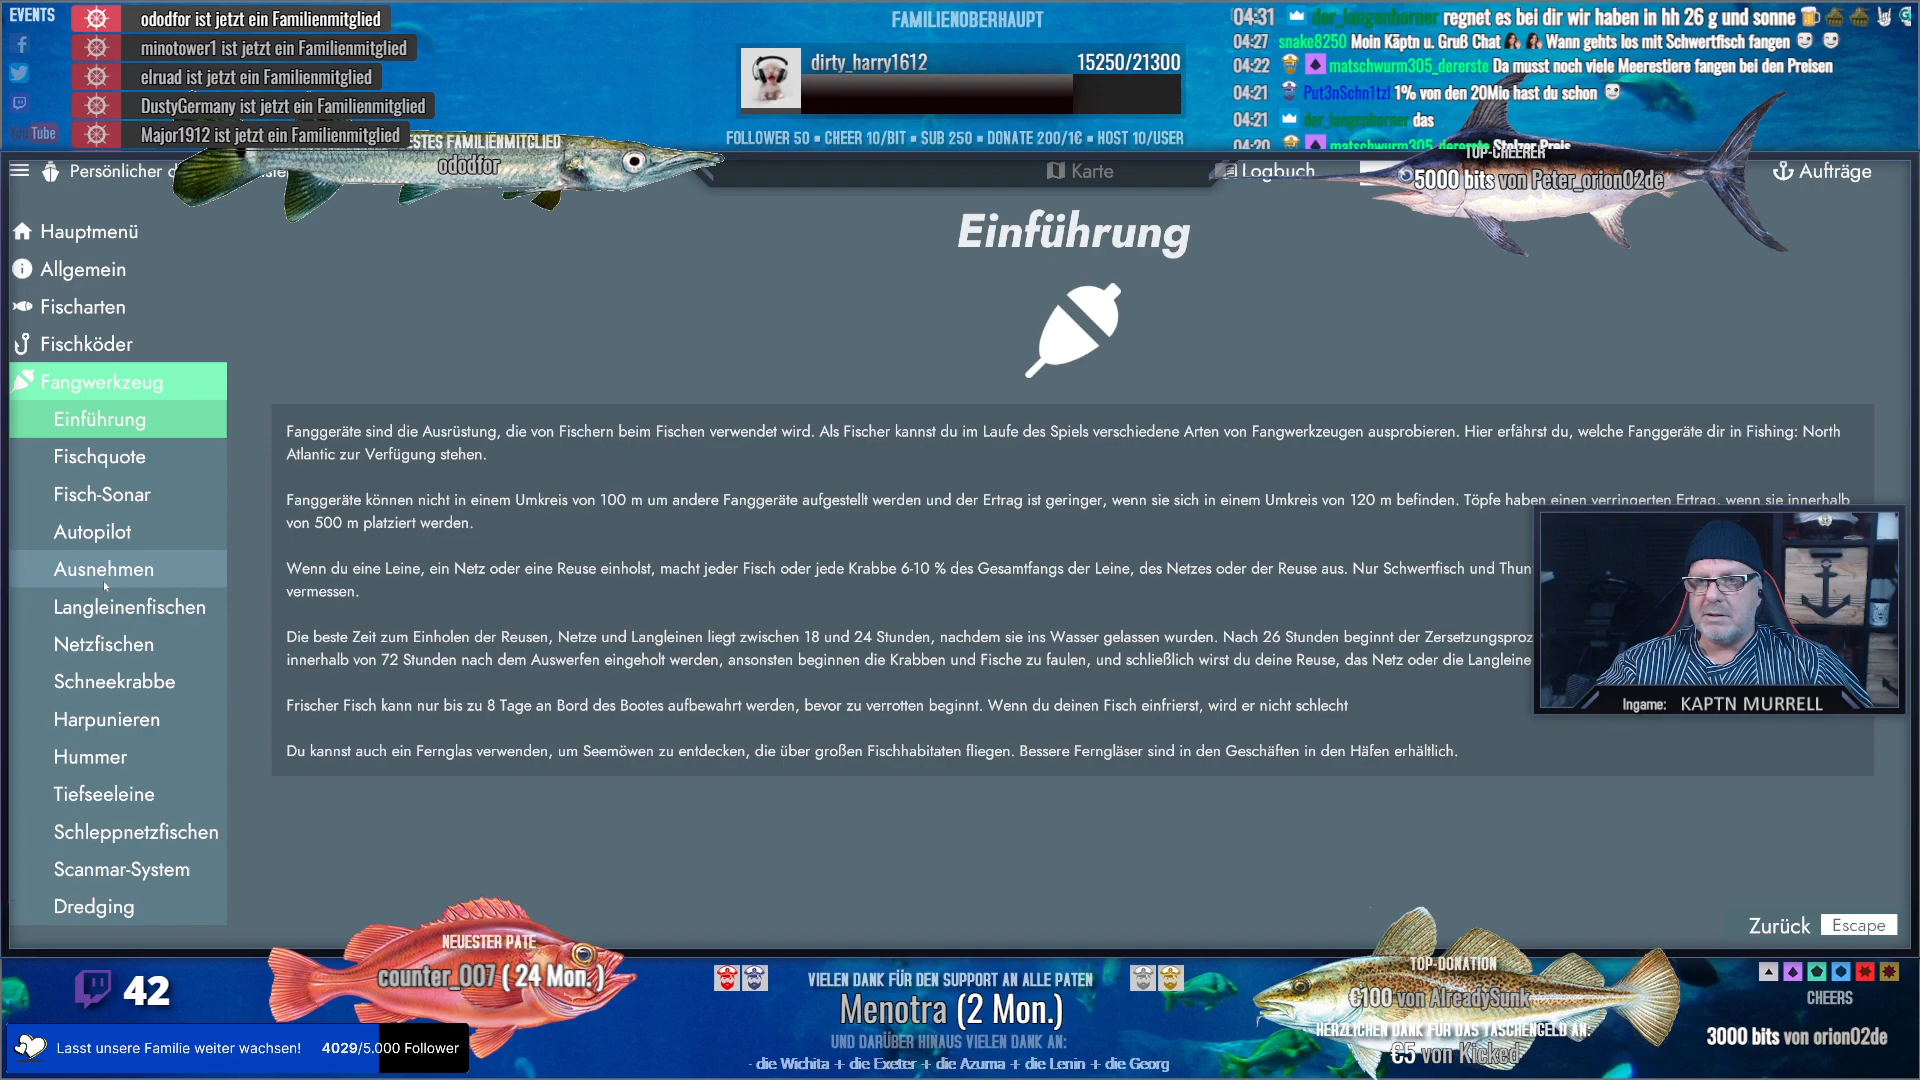 EVENTS
ododfor ist jetzt ein Familienmitglied
minotower1 ist jetzt ein Familienmitglied
elruad ist jetzt ein Familienmitglied
DustyGermany ist jetzt ein Familienmitglied
YouTube
Major1912 ist jetzt ein Familienmitglied
FAMILIENOBERHAUPT
dirty_harry1612 15250/21300
FOLLOWER 50 ▪ CHEER 10/BIT ▪ SUB 250 ▪ DONATE 200/1€ ▪ HOST 10/USER
04:31 der_langenhorner regnet es bei dir wir haben in hh 26 g und sonne
04:27 snake8250 Moin Käptn u. Gruß Chat Wann gehts los mit Schwertfisch fangen
04:22 matschwurm305_dererste Da musst noch viele Meerestiere fangen bei den Preisen
04:21 Put3nSchn1tzl 1% von den 20Mio hast du schon
04:21 der_langenhorner das
04:20 matschwurm305_dererste Stolzer Preis
ESTES FAMILIENMITGLIED
ododfor
TOP-CHEERER
5000 bits von Peter_orion02de
Persönlicher
Karte
Logbuch
Aufträge
Hauptmenü
Allgemein
Fischarten
Fischköder
Fangwerkzeug
Einführung
Fischquote
Fisch-Sonar
Autopilot
Ausnehmen
Langleinenfischen
Netzfischen
Schneekrabbe
Harpunieren
Hummer
Tiefseeleine
Schleppnetzfischen
Scanmar-System
Dredging
Einführung
Fanggeräte sind die Ausrüstung, die von Fischern beim Fischen verwendet wird. Als Fischer kannst du im Laufe des Spiels verschiedene Arten von Fangwerkzeugen ausprobieren. Hier erfährst du, welche Fanggeräte dir in Fishing: North
Atlantic zur Verfügung stehen.
Fanggeräte können nicht in einem Umkreis von 100 m um andere Fanggeräte aufgestellt werden und der Ertrag ist geringer, wenn sie sich in einem Umkreis von 120 m befinden. Töpfe haben einen verringerten Ertrag, wenn sie innerhalb
von 500 m platziert werden.
Wenn du eine Leine, ein Netz oder eine Reuse einholst, macht jeder Fisch oder jede Krabbe 6-10 % des Gesamtfangs der Leine, des Netzes oder der Reuse aus. Nur Schwertfisch und Thun
vermessen.
Die beste Zeit zum Einholen der Reusen, Netze und Langleinen liegt zwischen 18 und 24 Stunden, nachdem sie ins Wasser gelassen wurden. Nach 26 Stunden beginnt der Zersetzungsproz
innerhalb von 72 Stunden nach dem Auswerfen eingeholt werden, ansonsten beginnen die Krabben und Fische zu faulen, und schließlich wirst du deine Reuse, das Netz oder die Langleine
Frischer Fisch kann nur bis zu 8 Tage an Bord des Bootes aufbewahrt werden, bevor zu verrotten beginnt. Wenn du deinen Fisch einfrierst, wird er nicht schlecht
Du kannst auch ein Fernglas verwenden, um Seemöwen zu entdecken, die über großen Fischhabitaten fliegen. Bessere Ferngläser sind in den Geschäften in den Häfen erhältlich.
Ingame: KAPTN MURRELL
Zurück Escape
42
Lasst unsere Familie weiter wachsen! 4029/5.000 Follower
NEUESTER PATE
counter_007 ( 24 Mon. )
VIELEN DANK FÜR DEN SUPPORT AN ALLE PATEN
Menotra (2 Mon.)
UND DARÜBER HINAUS VIELEN DANK AN:
- die Wichita + die Exeter + die Azuma + die Lenin + die Georg
TOP-DONATION
€100 von AlreadySunk
HERZLICHEN DANK FÜR DAS TASCHENGELD AN:
€5 von Kicked
CHEERS
3000 bits von orion02de